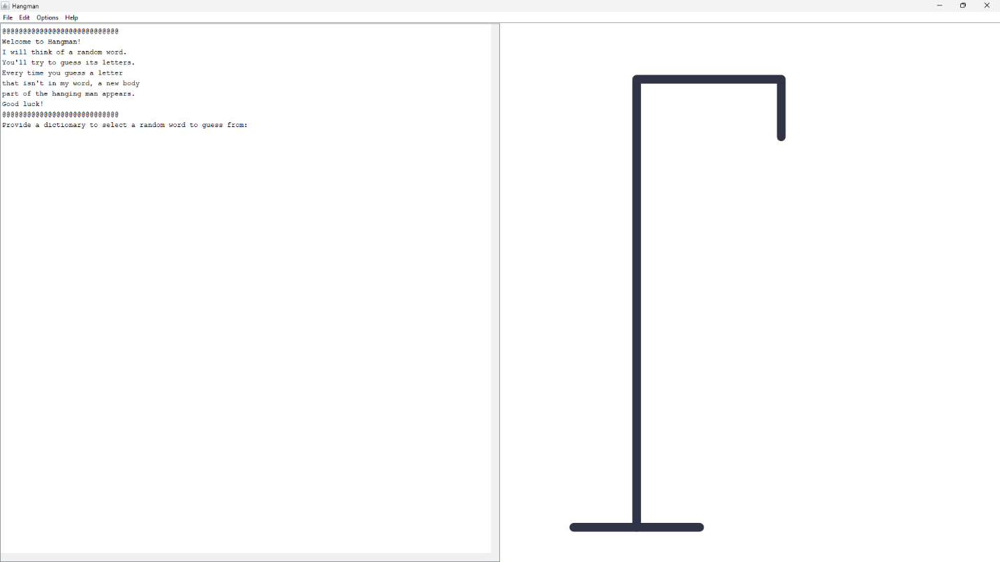 Hangman
File Edit Options Help
@@@@@@@@@@@@@@@@@@@@@@@@@@@@
Welcome to Hangman!
I will think of a random word.
You'll try to guess its letters.
Every time you guess a letter
that isn't in my word, a new body
part of the hanging man appears.
Good luck!
@@@@@@@@@@@@@@@@@@@@@@@@@@@@
Provide a dictionary to select a random word to guess from: